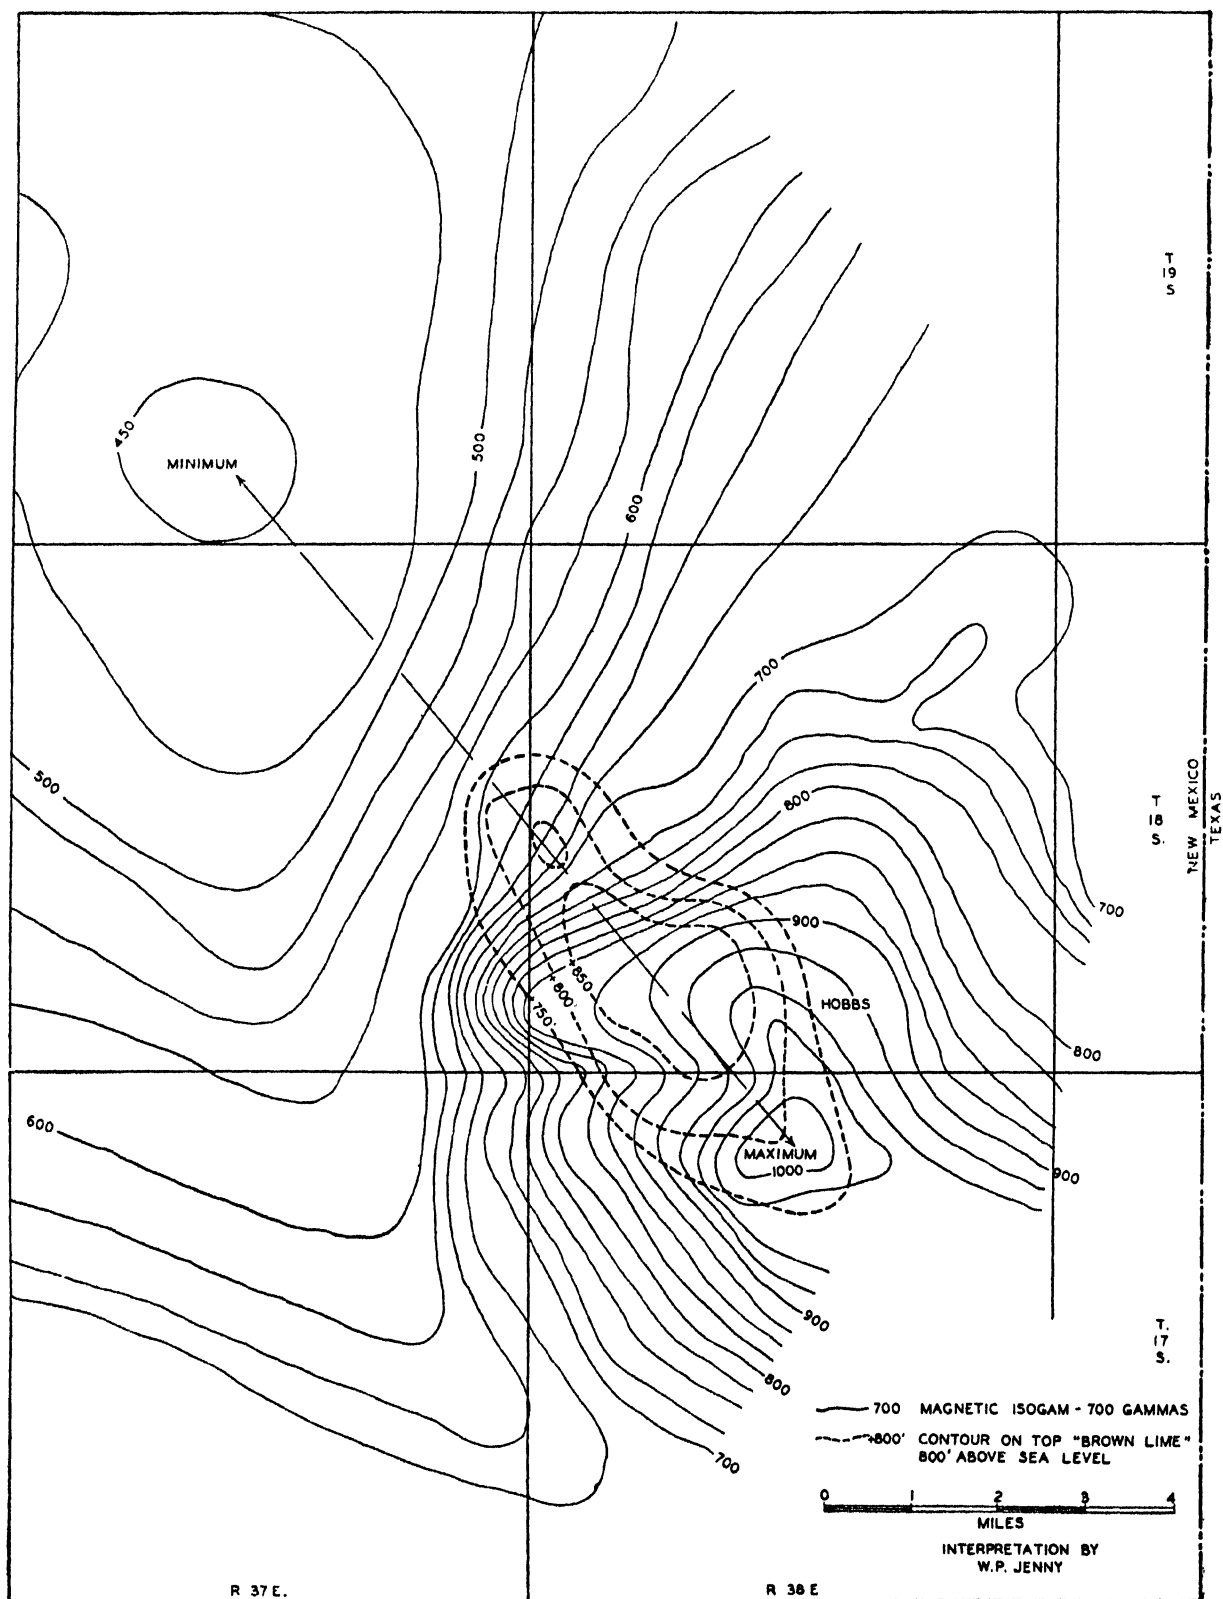 T
19
S
450
MINIMUM
500
600
700
500
800
T
18
S.
NEW MEXICO
TEXAS
700
900
+850
+800'
+750'
HOBBS
800
600
MAXIMUM
1000
900
900
T.
17
S.
800
700
700 MAGNETIC ISOGAM - 700 GAMMAS
+800' CONTOUR ON TOP "BROWN LIME"
800' ABOVE SEA LEVEL
0 1 2 3 4
MILES
INTERPRETATION BY
W.P. JENNY
R 37 E.
R 38 E